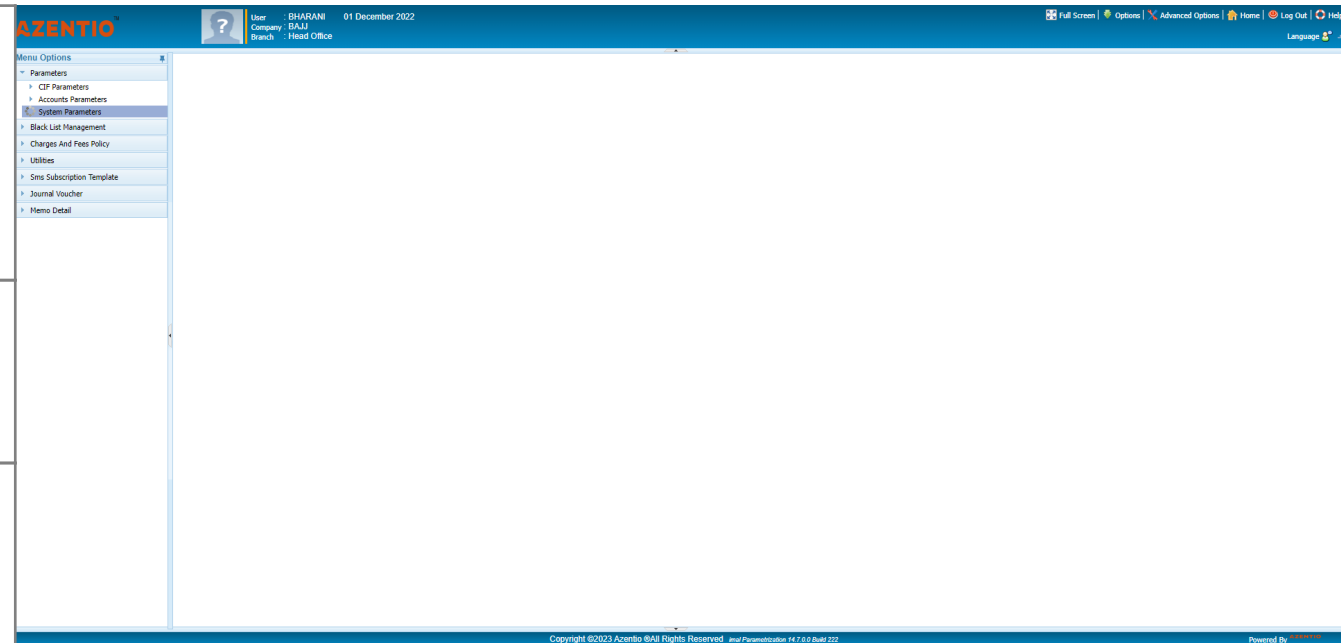 AZENTIO™
User : BHARANI 01 December 2022
Company : BAJJ
Branch : Head Office
Full Screen | Options | Advanced Options | Home | Log Out | Help
Language
Menu Options
Parameters
CIF Parameters
Accounts Parameters
System Parameters
Black List Management
Charges And Fees Policy
Utilities
Sms Subscription Template
Journal Voucher
Memo Detail
Copyright ©2023 Azentio ®All Rights Reserved imal Parametrization 14.7.0.0 Build 222
Powered By AZENTIO